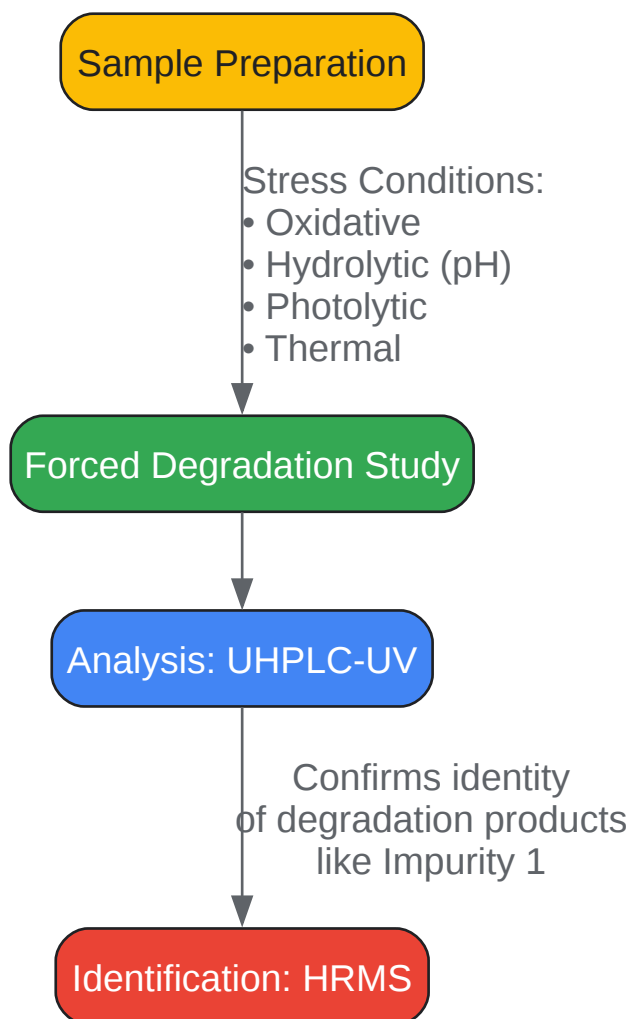 Sample Preparation
Stress Conditions:
• Oxidative
• Hydrolytic (pH)
• Photolytic
• Thermal
Forced Degradation Study
Analysis: UHPLC-UV
Confirms identity
of degradation products
like Impurity 1
Identification: HRMS